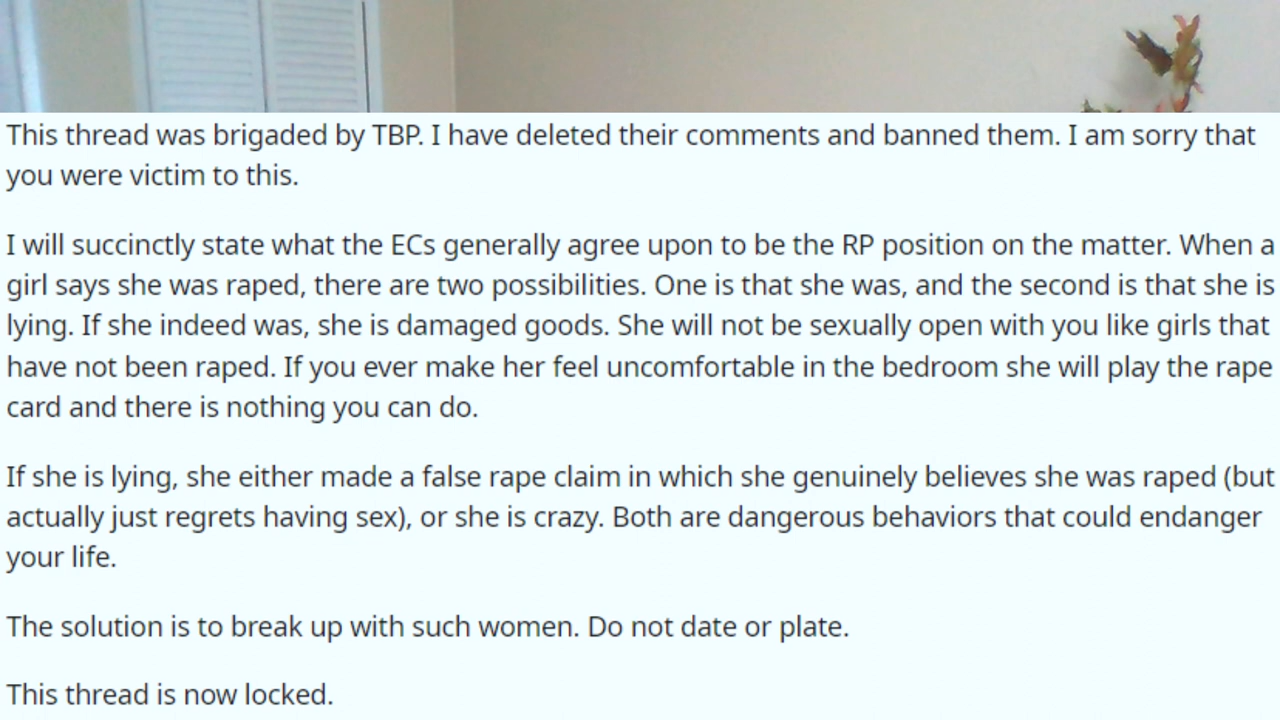 This thread was brigaded by TBP. I have deleted their comments and banned them. I am sorry that
you were victim to this.
I will succinctly state what the ECs generally agree upon to be the RP position on the matter. When a
girl says she was raped, there are two possibilities. One is that she was, and the second is that she is
lying. If she indeed was, she is damaged goods. She will not be sexually open with you like girls that
have not been raped. If you ever make her feel uncomfortable in the bedroom she will play the rape
card and there is nothing you can do.
If she is lying, she either made a false rape claim in which she genuinely believes she was raped (but
actually just regrets having sex), or she is crazy. Both are dangerous behaviors that could endanger
your life.
The solution is to break up with such women. Do not date or plate.
This thread is now locked.